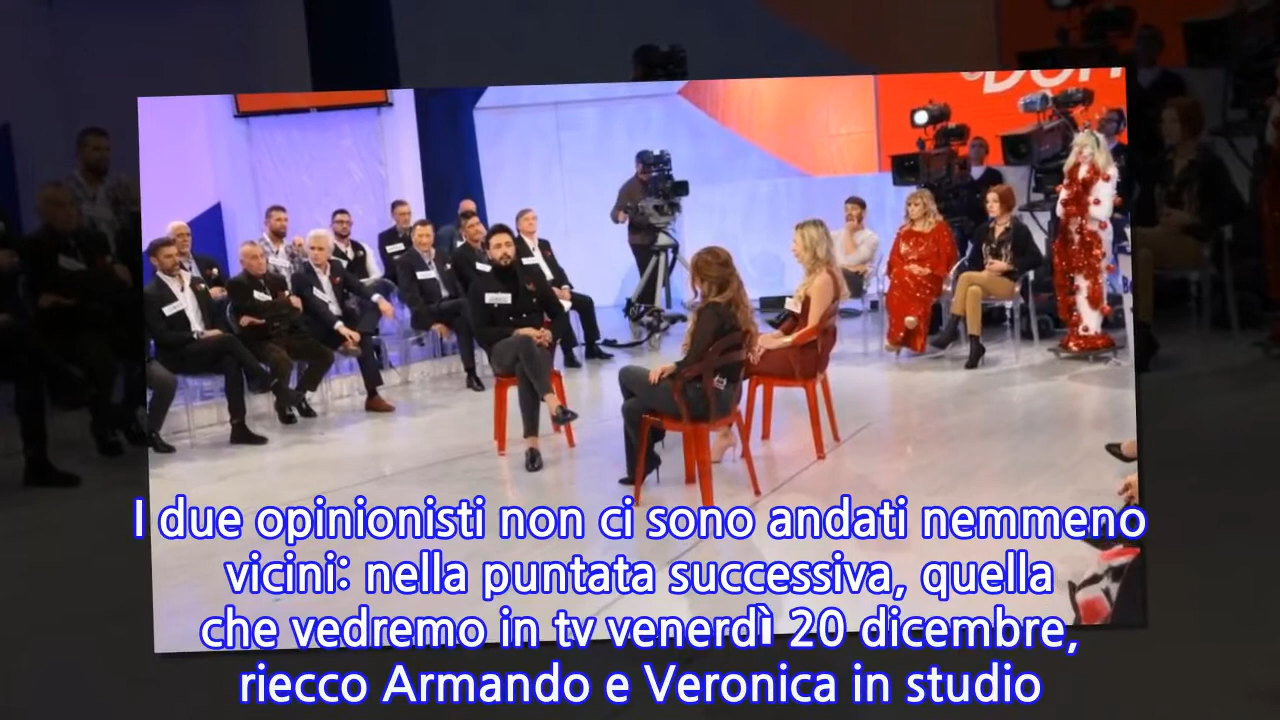 I due opinionisti non ci sono andati nemmeno
vicini: nella puntata successiva, quella
che vedremo in tv venerdì 20 dicembre,
riecco Armando e Veronica in studio